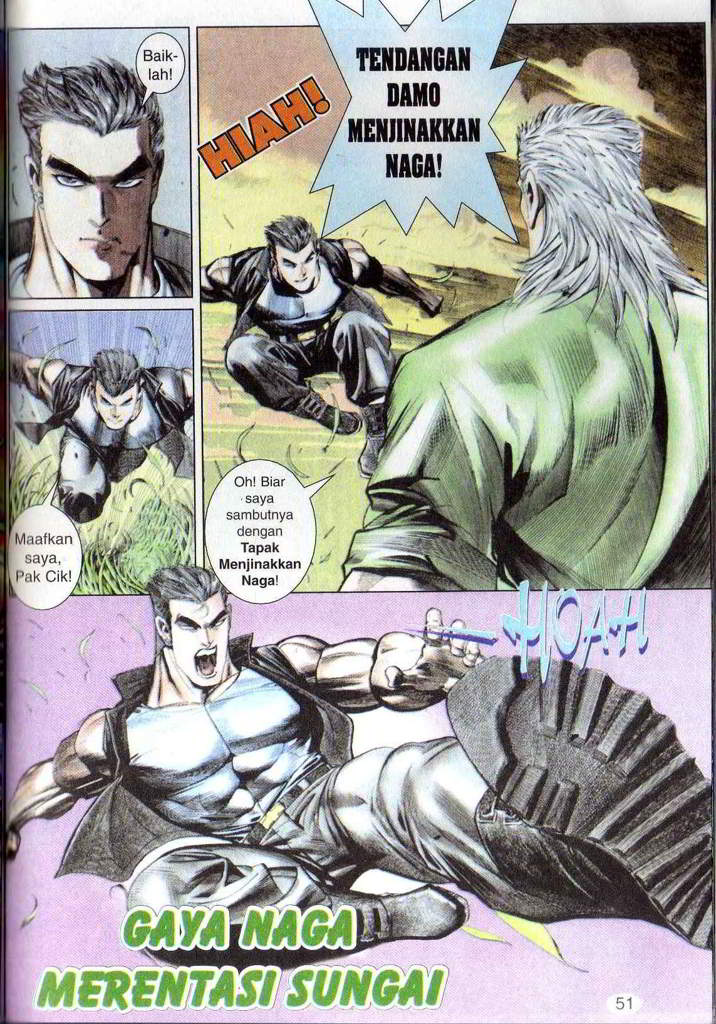 Baik-
lah!
HIAH!
TENDANGAN
DAMO
MENJINAKKAN
NAGA!
Maafkan
saya,
Pak Cik!
Oh! Biar
saya
sambutnya
dengan
Tapak
Menjinakkan
Naga!
HOAH
GAYA NAGA
MERENTASI SUNGAI
51